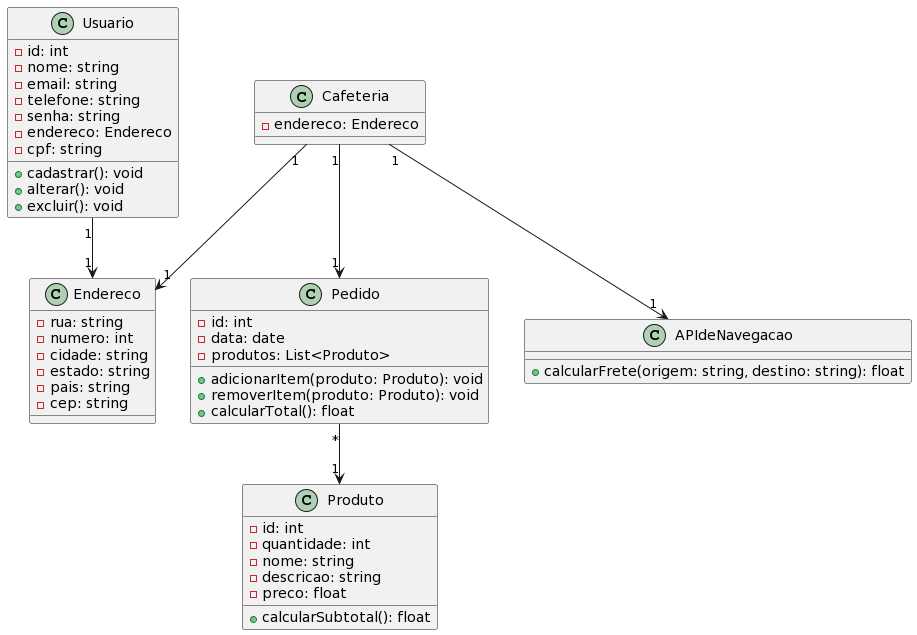 C Usuario
id: int
nome: string
email: string
telefone: string
senha: string
endereco: Endereco
cpf: string
cadastrar(): void
alterar(): void
excluir(): void
C Cafeteria
endereco: Endereco
1
1
1
1
1
1
1
1
C Endereco
rua: string
numero: int
cidade: string
estado: string
pais: string
cep: string
C Pedido
id: int
data: date
produtos: List<Produto>
adicionarItem(produto: Produto): void
removerItem(produto: Produto): void
calcularTotal(): float
C APIdeNavegacao
calcularFrete(origem: string, destino: string): float
*
1
C Produto
id: int
quantidade: int
nome: string
descricao: string
preco: float
calcularSubtotal(): float